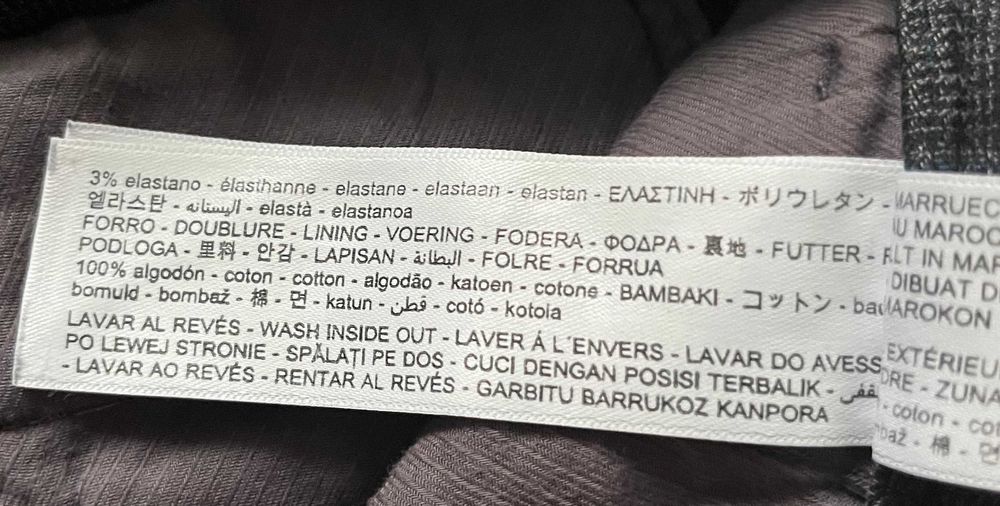 3% elastano - élasthanne - elastane - elastaan - elastan - ΕΛΑΣΤΙΝΗ - ポリウレタン -
엘라스탄 - اليستانه - elastà - elastanoa
FORRO - DOUBLURE - LINING - VOERING - FODERA - ΦΟΔΡΑ - 裏地 - FUTTER -
PODLOGA - 里料 - 안감 - LAPISAN - البطانة - FOLRE - FORRUA
100% algodón - coton - cotton - algodão - katoen - cotone - BAMBAKI - コットン -
bomuld - bombaž - 棉 - 면 - katun - قطن - cotó - kotoia
LAVAR AL REVÉS - WASH INSIDE OUT - LAVER Á L´ENVERS - LAVAR DO AVESS
PO LEWEJ STRONIE - SPĂLAȚI PE DOS - CUCI DENGAN POSISI TERBALIK -
- LAVAR AO REVÉS - RENTAR AL REVÉS - GARBITU BARRUKOZ KANPORA
MARRUEC
U MAROC
LT IN MAR
DIBUAT D
MAROKON
EXTÉRIEU
DRE - ZUNA
- coton - cot
baž - 棉 - 면